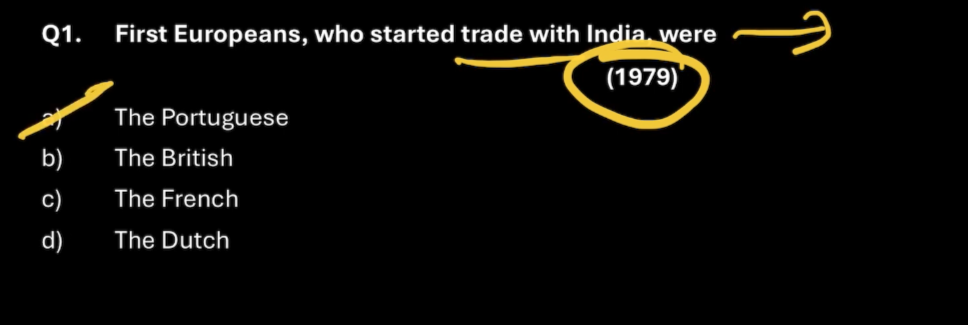 Q1. First Europeans, who started trade with India, were
(1979)
a) The Portuguese
b) The British
c) The French
d) The Dutch